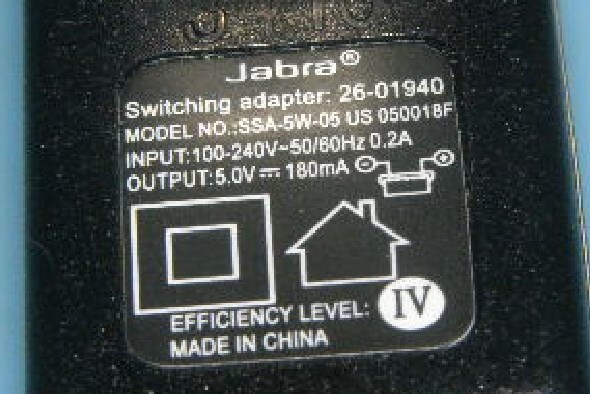 Jabra®
Switching adapter: 26-01940
MODEL NO.:SSA-5W-05 US 050018F
INPUT:100-240V~50/60Hz 0.2A
OUTPUT:5.0V⎓180mA
EFFICIENCY LEVEL: IV
MADE IN CHINA